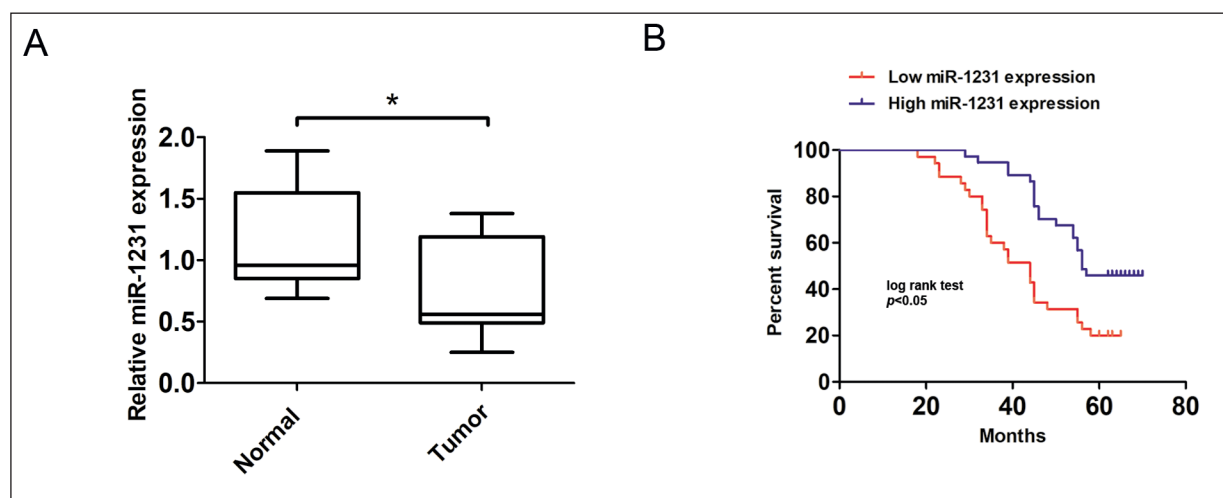 A
*
Relative miR-1231 expression
2.0
1.5
1.0
0.5
0.0
Normal
Tumor
B
Low miR-1231 expression
High miR-1231 expression
Percent survival
100
80
60
40
20
0
log rank test
p<0.05
0 20 40 60 80
Months